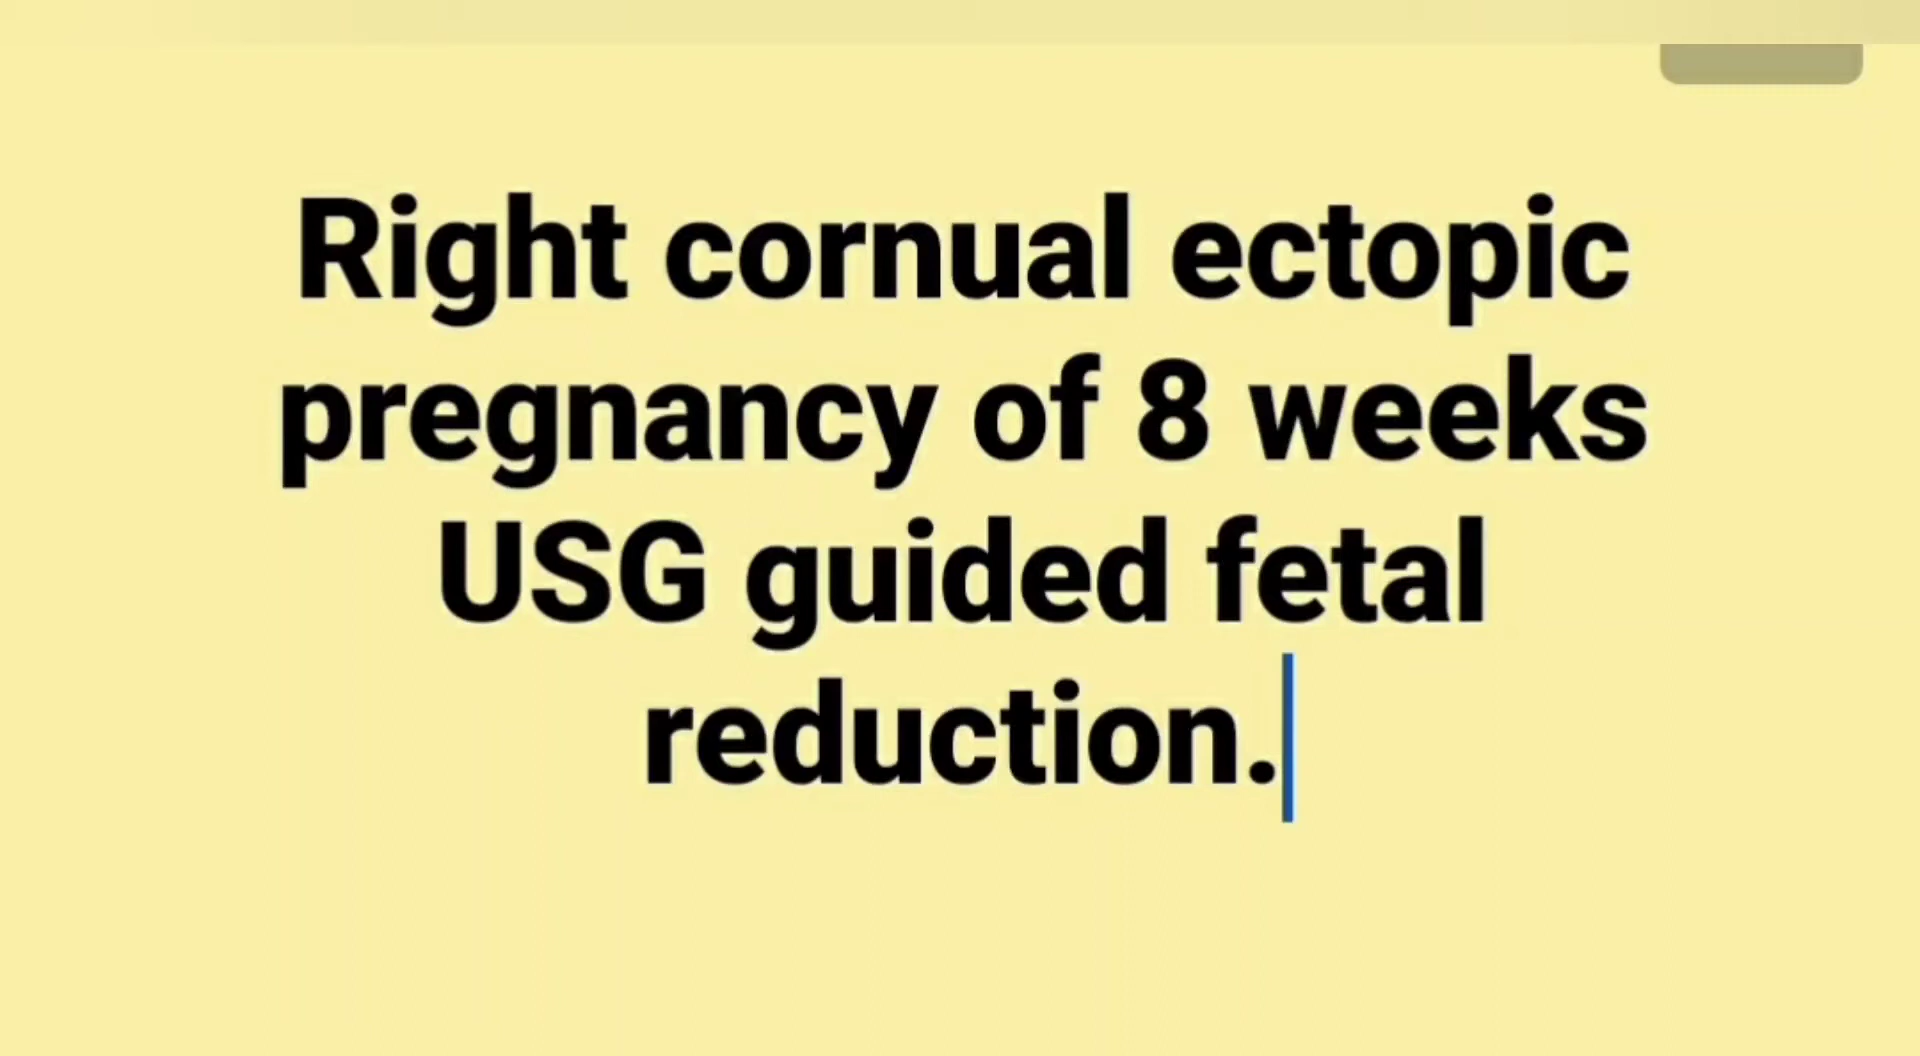 Right cornual ectopic
pregnancy of 8 weeks
USG guided fetal
reduction.